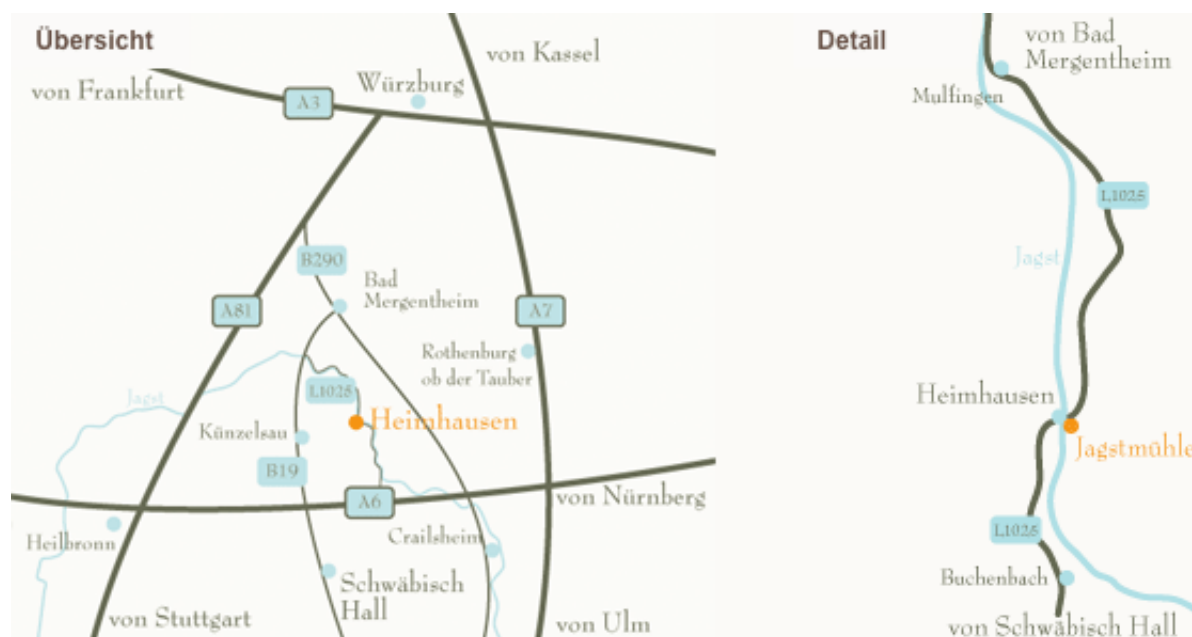 Übersicht
von Kassel
Würzburg
von Frankfurt
A3
B290
Bad
Mergentheim
A81
A7
Rothenburg
ob der Tauber
Jagst
L1025
Heimhausen
Künzelsau
B19
A6
von Nürnberg
Heilbronn
Crailsheim
Schwäbisch
Hall
von Stuttgart
von Ulm
Detail
von Bad
Mergentheim
Mulfingen
L1025
Jagst
Heimhausen
Jagstmühle
L1025
Buchenbach
von Schwäbisch Hall